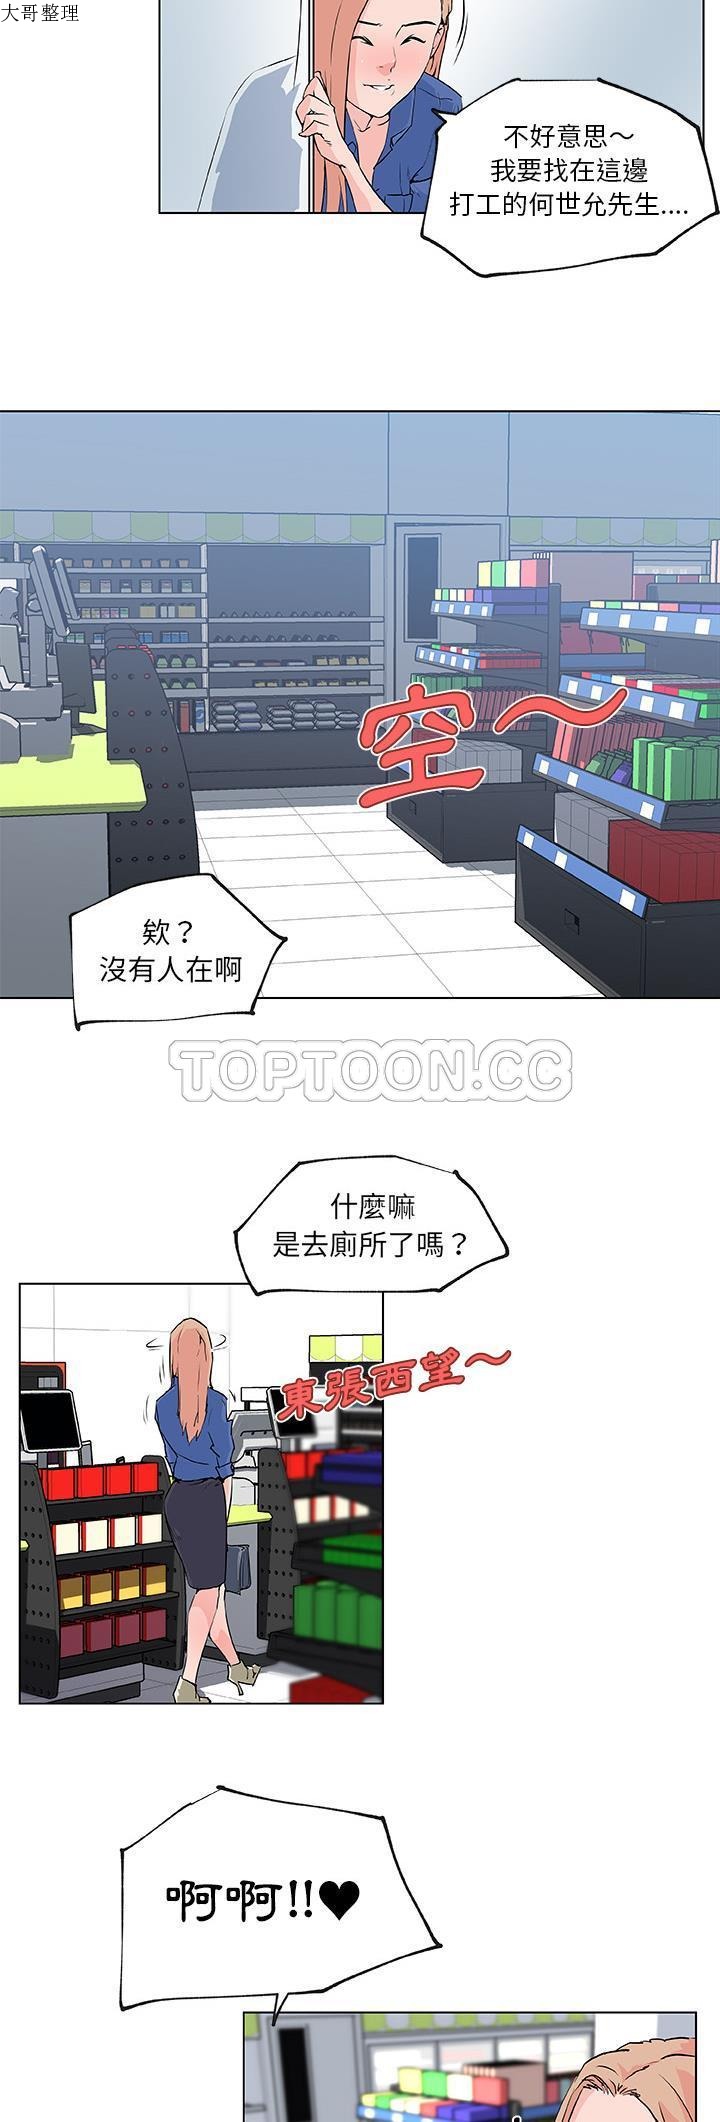 大哥整理
不好意思～
我要找在這邊
打工的何世允先生....
空～
欸？
沒有人在啊
TOPTOON.CC
什麼嘛
是去廁所了嗎？
東張西望～
啊啊!!♥